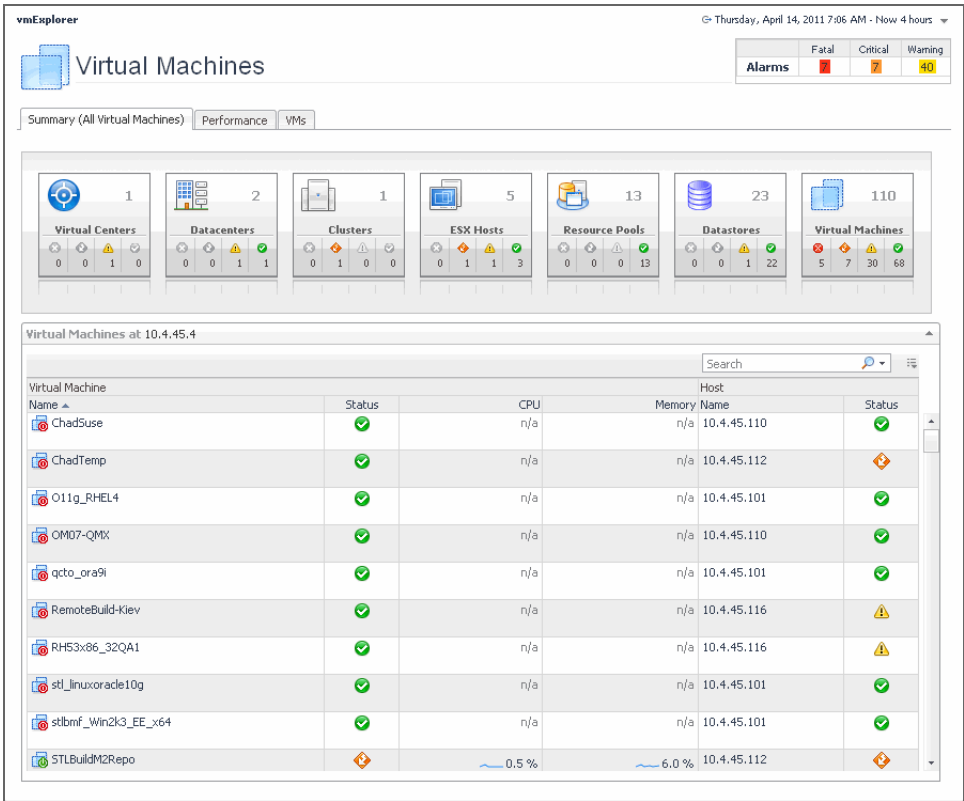 vmExplorer
Thursday, April 14, 2011 7:06 AM - Now 4 hours
Virtual Machines
Fatal Critical Warning
Alarms 7 7 40
Summary (All Virtual Machines) Performance VMs
1 2 1 5 13 23 110
Virtual Centers Datacenters Clusters ESX Hosts Resource Pools Datastores Virtual Machines
0 0 1 0 0 0 1 1 0 1 0 0 0 1 1 3 0 0 0 13 0 0 1 22 5 7 30 68
Virtual Machines at 10.4.45.4
Search
Virtual Machine Host
Name Status CPU Memory Name Status
ChadSuse n/a n/a 10.4.45.110
ChadTemp n/a n/a 10.4.45.112
O11g_RHEL4 n/a n/a 10.4.45.101
OM07-QMX n/a n/a 10.4.45.110
qcto_ora9i n/a n/a 10.4.45.101
RemoteBuild-Kiev n/a n/a 10.4.45.116
RH53x86_32QA1 n/a n/a 10.4.45.116
stl_linuxoracle10g n/a n/a 10.4.45.101
stlbmf_Win2k3_EE_x64 n/a n/a 10.4.45.101
STLBuildM2Repo 0.5 % 6.0 % 10.4.45.112